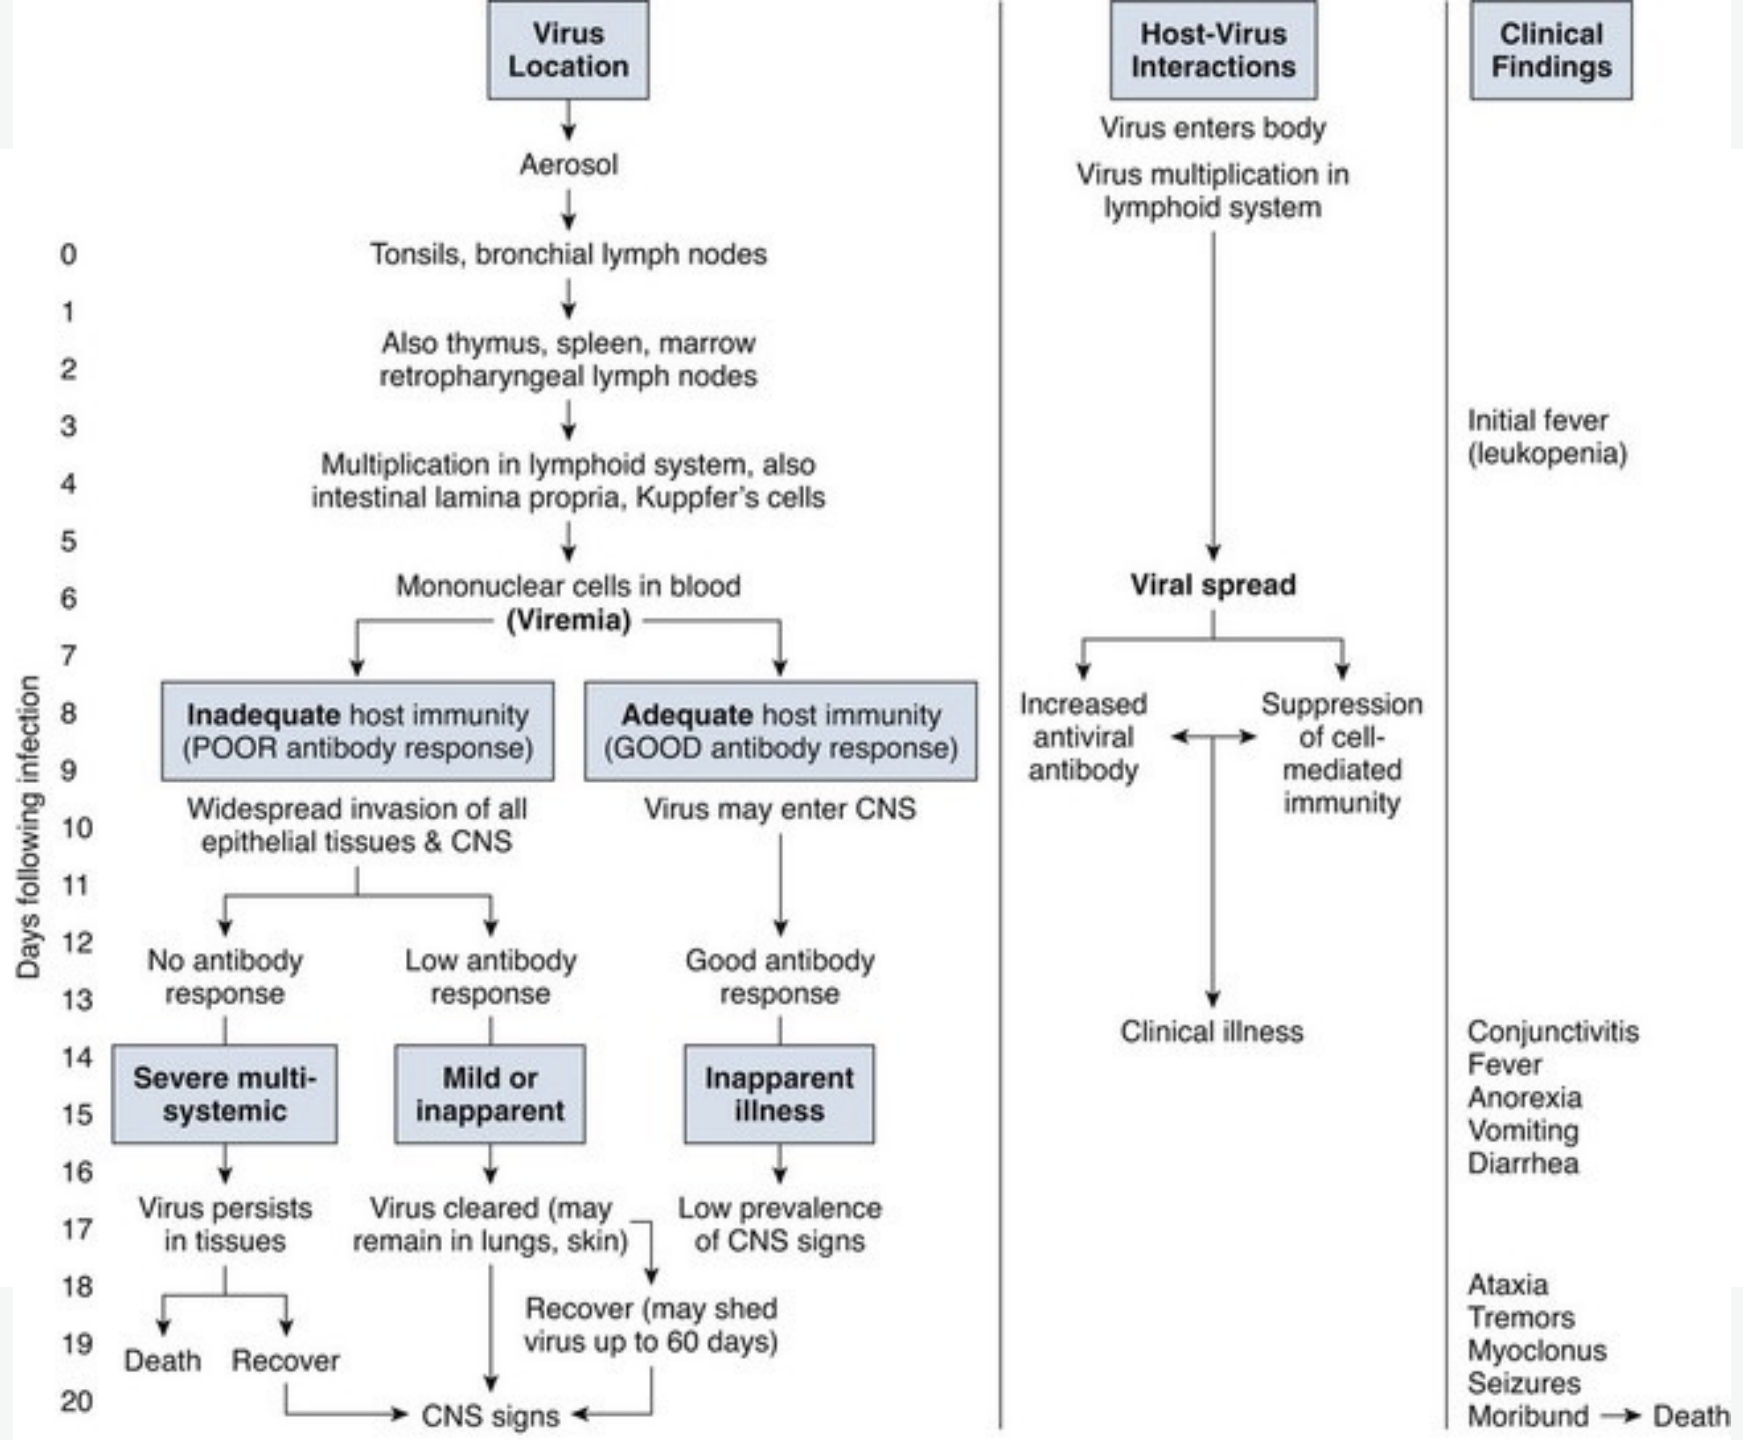 Virus
Location
Aerosol
Tonsils, bronchial lymph nodes
Also thymus, spleen, marrow
retropharyngeal lymph nodes
Multiplication in lymphoid system, also
intestinal lamina propria, Kuppfer's cells
Mononuclear cells in blood
(Viremia)
Inadequate host immunity
(POOR antibody response)
Adequate host immunity
(GOOD antibody response)
Widespread invasion of all
epithelial tissues & CNS
Virus may enter CNS
No antibody
response
Low antibody
response
Good antibody
response
Severe multi-
systemic
Mild or
inapparent
Inapparent
illness
Virus persists
in tissues
Virus cleared (may
remain in lungs, skin)
Low prevalence
of CNS signs
Death
Recover
Recover (may shed
virus up to 60 days)
CNS signs
Days following infection
0
1
2
3
4
5
6
7
8
9
10
11
12
13
14
15
16
17
18
19
20
Host-Virus
Interactions
Virus enters body
Virus multiplication in
lymphoid system
Viral spread
Increased
antiviral
antibody
Suppression
of cell-
mediated
immunity
Clinical illness
Clinical
Findings
Initial fever
(leukopenia)
Conjunctivitis
Fever
Anorexia
Vomiting
Diarrhea
Ataxia
Tremors
Myoclonus
Seizures
Moribund → Death